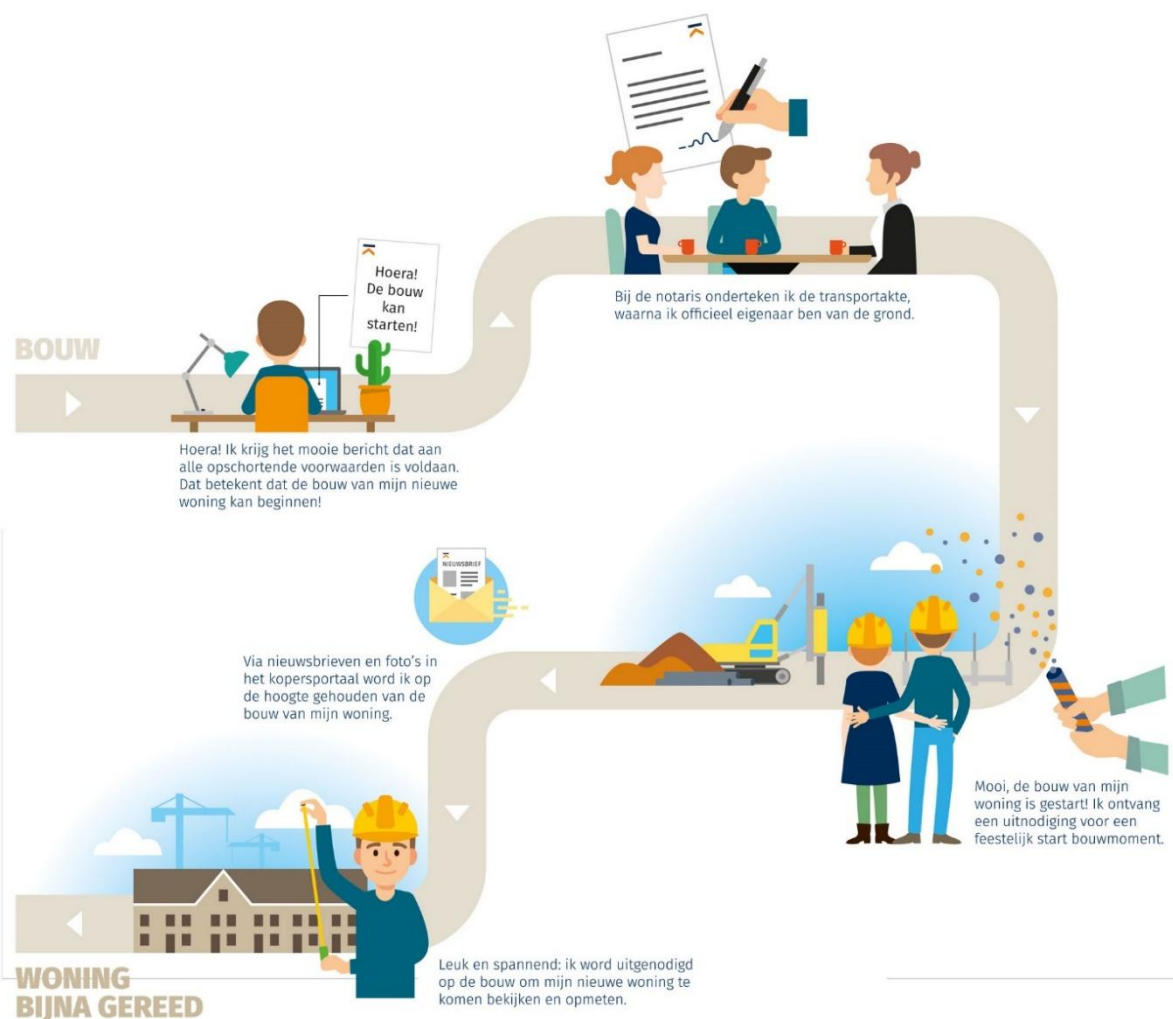 BOUW
Hoera!
De bouw
kan
starten!
Hoera! Ik krijg het mooie bericht dat aan
alle opschortende voorwaarden is voldaan.
Dat betekent dat de bouw van mijn nieuwe
woning kan beginnen!
Bij de notaris onderteken ik de transportakte,
waarna ik officieel eigenaar ben van de grond.
Mooi, de bouw van mijn
woning is gestart! Ik ontvang
een uitnodiging voor een
feestelijk start bouwmoment.
NIEUWSBRIEF
Via nieuwsbrieven en foto's in
het kopersportaal word ik op
de hoogte gehouden van de
bouw van mijn woning.
Leuk en spannend: ik word uitgenodigd
op de bouw om mijn nieuwe woning te
komen bekijken en opmeten.
WONING
BIJNA GEREED